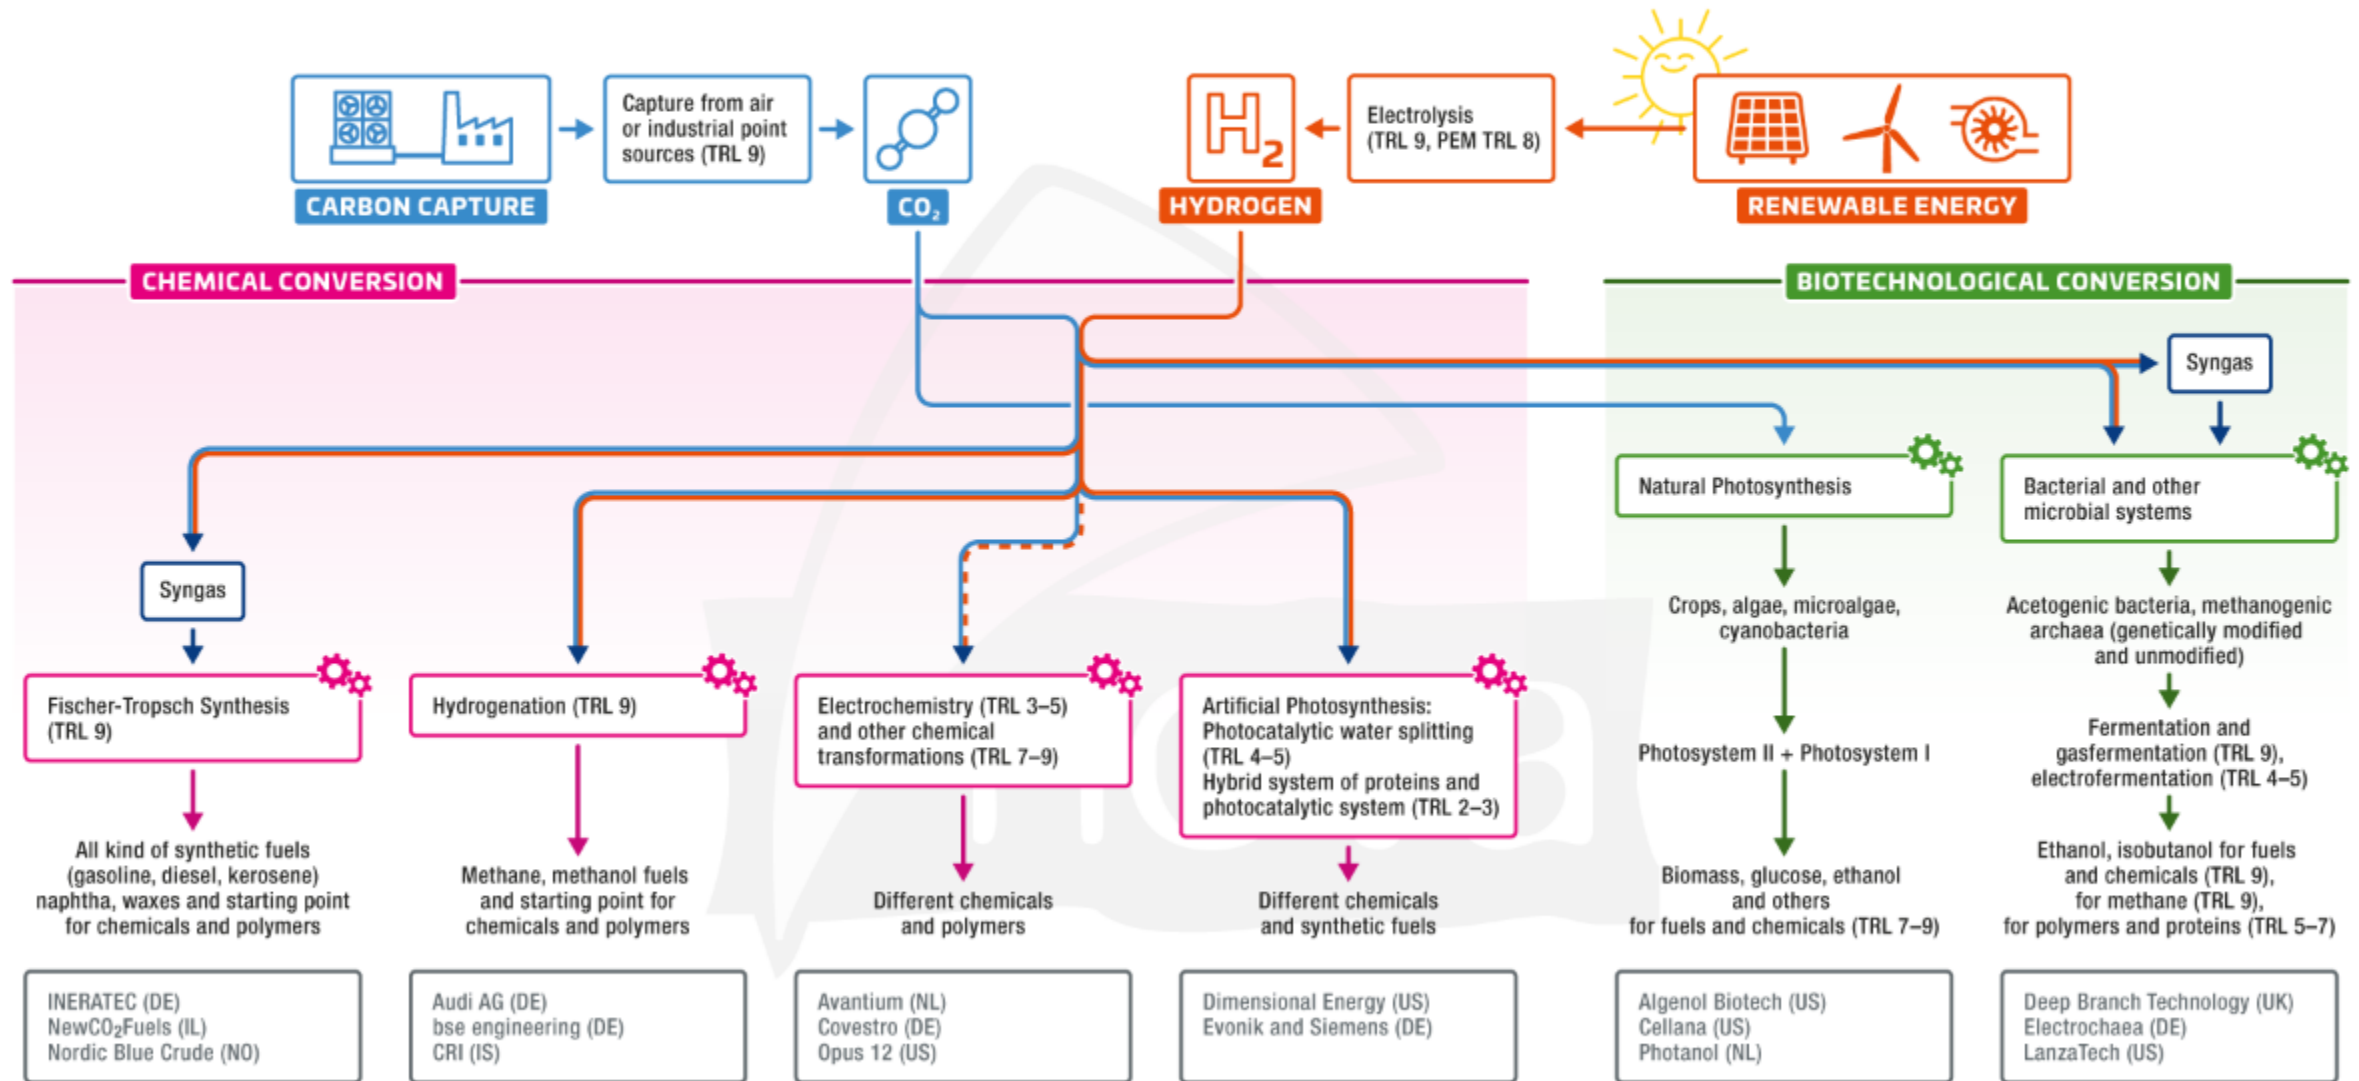 Capture from air
or industrial point
sources (TRL 9)
H2
Electrolysis
(TRL 9, PEM TRL 8)
CARBON CAPTURE
CO₂
HYDROGEN
RENEWABLE ENERGY
CHEMICAL CONVERSION
BIOTECHNOLOGICAL CONVERSION
Syngas
Natural Photosynthesis
Bacterial and other
microbial systems
Syngas
Crops, algae, microalgae,
cyanobacteria
Acetogenic bacteria, methanogenic
archaea (genetically modified
and unmodified)
Fischer-Tropsch Synthesis
(TRL 9)
Hydrogenation (TRL 9)
Electrochemistry (TRL 3–5)
and other chemical
transformations (TRL 7–9)
Artificial Photosynthesis:
Photocatalytic water splitting
(TRL 4–5)
Hybrid system of proteins and
photocatalytic system (TRL 2–3)
Photosystem II + Photosystem I
Fermentation and
gasfermentation (TRL 9),
electrofermentation (TRL 4–5)
All kind of synthetic fuels
(gasoline, diesel, kerosene)
naphtha, waxes and starting point
for chemicals and polymers
Methane, methanol fuels
and starting point for
chemicals and polymers
Different chemicals
and polymers
Different chemicals
and synthetic fuels
Biomass, glucose, ethanol
and others
for fuels and chemicals (TRL 7–9)
Ethanol, isobutanol for fuels
and chemicals (TRL 9),
for methane (TRL 9),
for polymers and proteins (TRL 5–7)
INERATEC (DE)
NewCO₂Fuels (IL)
Nordic Blue Crude (NO)
Audi AG (DE)
bse engineering (DE)
CRI (IS)
Avantium (NL)
Covestro (DE)
Opus 12 (US)
Dimensional Energy (US)
Evonik and Siemens (DE)
Algenol Biotech (US)
Cellana (US)
Photanol (NL)
Deep Branch Technology (UK)
Electrochaea (DE)
LanzaTech (US)